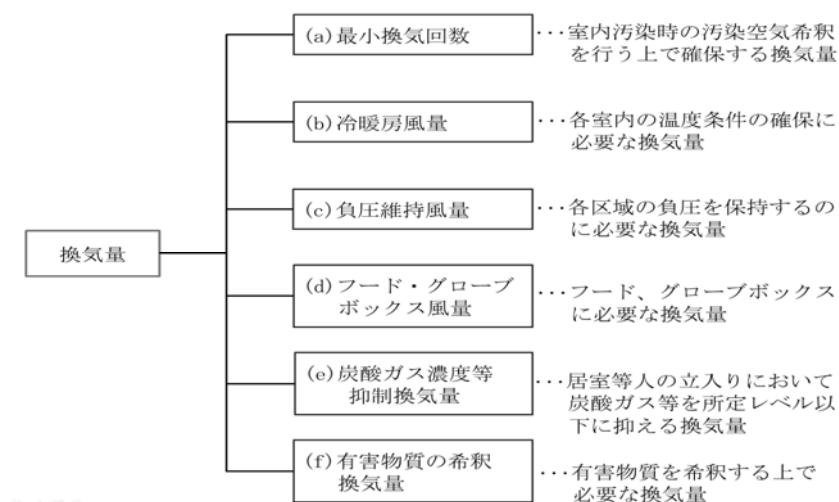 (a)最小換気回数
···室内汚染時の汚染空気希釈
を行う上で確保する換気量
(b)冷暖房風量
···各室内の温度条件の確保に
必要な換気量
(c)負圧維持風量
···各区域の負圧を保持するの
に必要な換気量
換気量
(d)フード・グローブ
ボックス風量
···フード、グローブボックス
に必要な換気量
(e)炭酸ガス濃度等
抑制換気量
···居室等人の立入りにおいて
炭酸ガス等を所定レベル以
下に抑える換気量
(f)有害物質の希釈
換気量
···有害物質を希釈する上で
必要な換気量